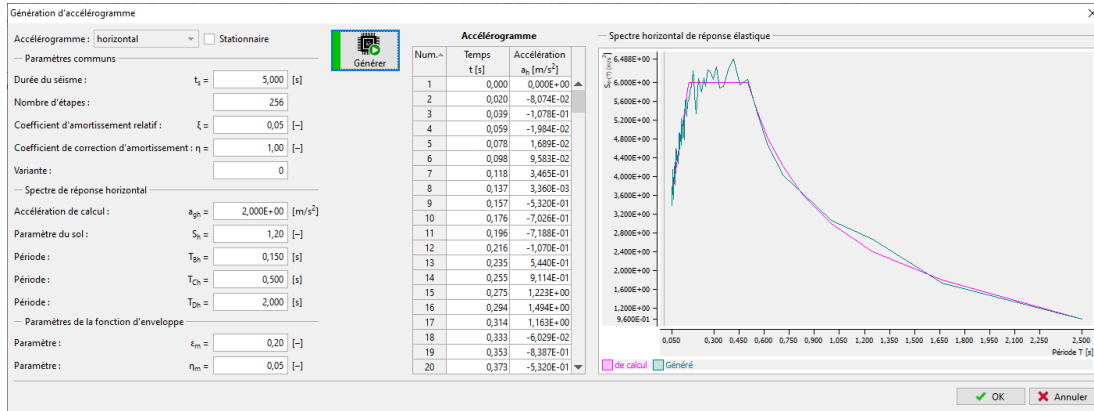 Génération d'accélérogramme
Accélérogramme : horizontal Stationnaire
Générer
Paramètres communs
Durée du séisme : tₛ = 5,000 [s]
Nombre d'étapes : 256
Coefficient d'amortissement relatif : ξ = 0,05 [–]
Coefficient de correction d'amortissement : η = 1,00 [–]
Variante : 0
Spectre de réponse horizontal
Accélération de calcul : a_gh = 2,000E+00 [m/s²]
Paramètre du sol : S_h = 1,20 [–]
Période : T_Bh = 0,150 [s]
Période : T_Ch = 0,500 [s]
Période : T_Dh = 2,000 [s]
Paramètres de la fonction d'enveloppe
Paramètre : ε_m = 0,20 [–]
Paramètre : η_m = 0,05 [–]
Accélérogramme
Num. Temps Accélération
t [s] a_h [m/s²]
1 0,000 0,000E+00
2 0,020 -8,074E-02
3 0,039 -1,078E-01
4 0,059 -1,984E-02
5 0,078 1,689E-02
6 0,098 9,583E-02
7 0,118 3,465E-01
8 0,137 3,360E-03
9 0,157 -5,320E-01
10 0,176 -7,026E-01
11 0,196 -7,188E-01
12 0,216 -1,070E-01
13 0,235 5,440E-01
14 0,255 9,114E-01
15 0,275 1,223E+00
16 0,294 1,494E+00
17 0,314 1,163E+00
18 0,333 -6,029E-02
19 0,353 -8,387E-01
20 0,373 -5,320E-01
Spectre horizontal de réponse élastique
6,488E+00
5,600E+00
4,800E+00
4,400E+00
4,000E+00
3,600E+00
3,200E+00
2,800E+00
2,400E+00
2,000E+00
1,600E+00
1,200E+00
9,600E-01
0,050 0,300 0,450 0,600 0,750 0,900 1,050 1,200 1,350 1,500 1,650 1,800 1,950 2,100 2,250 2,500
Période T [s]
de calcul Généré
OK Annuler